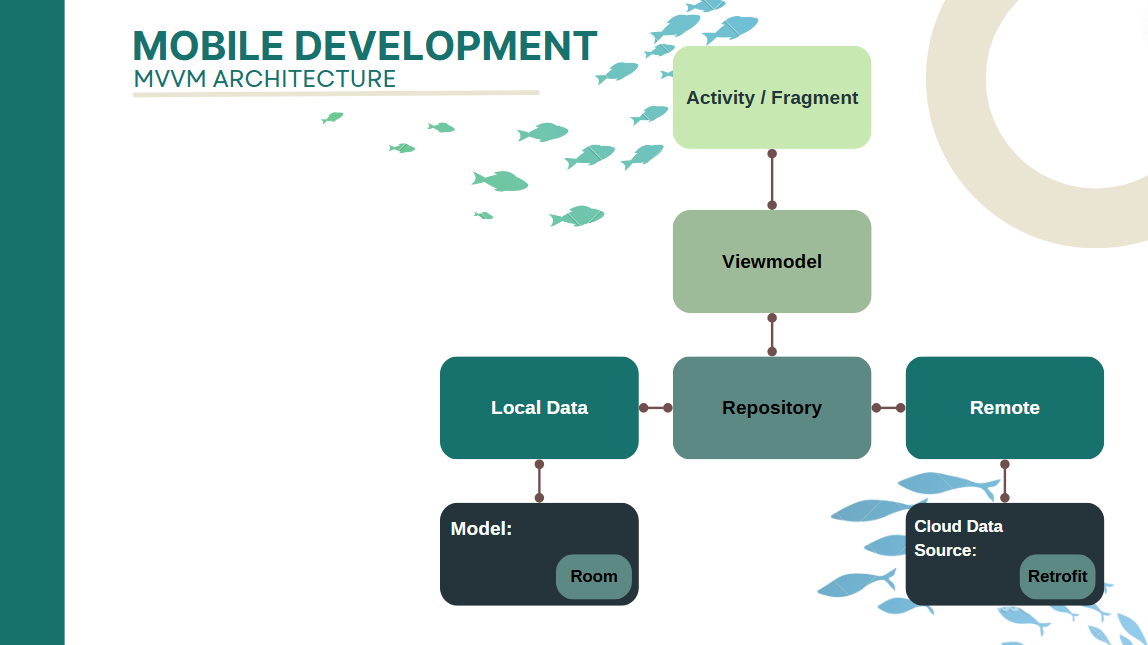 MOBILE DEVELOPMENT
MVVM ARCHITECTURE
Activity / Fragment
Viewmodel
Local Data
Repository
Remote
Model:
Room
Cloud Data
Source:
Retrofit